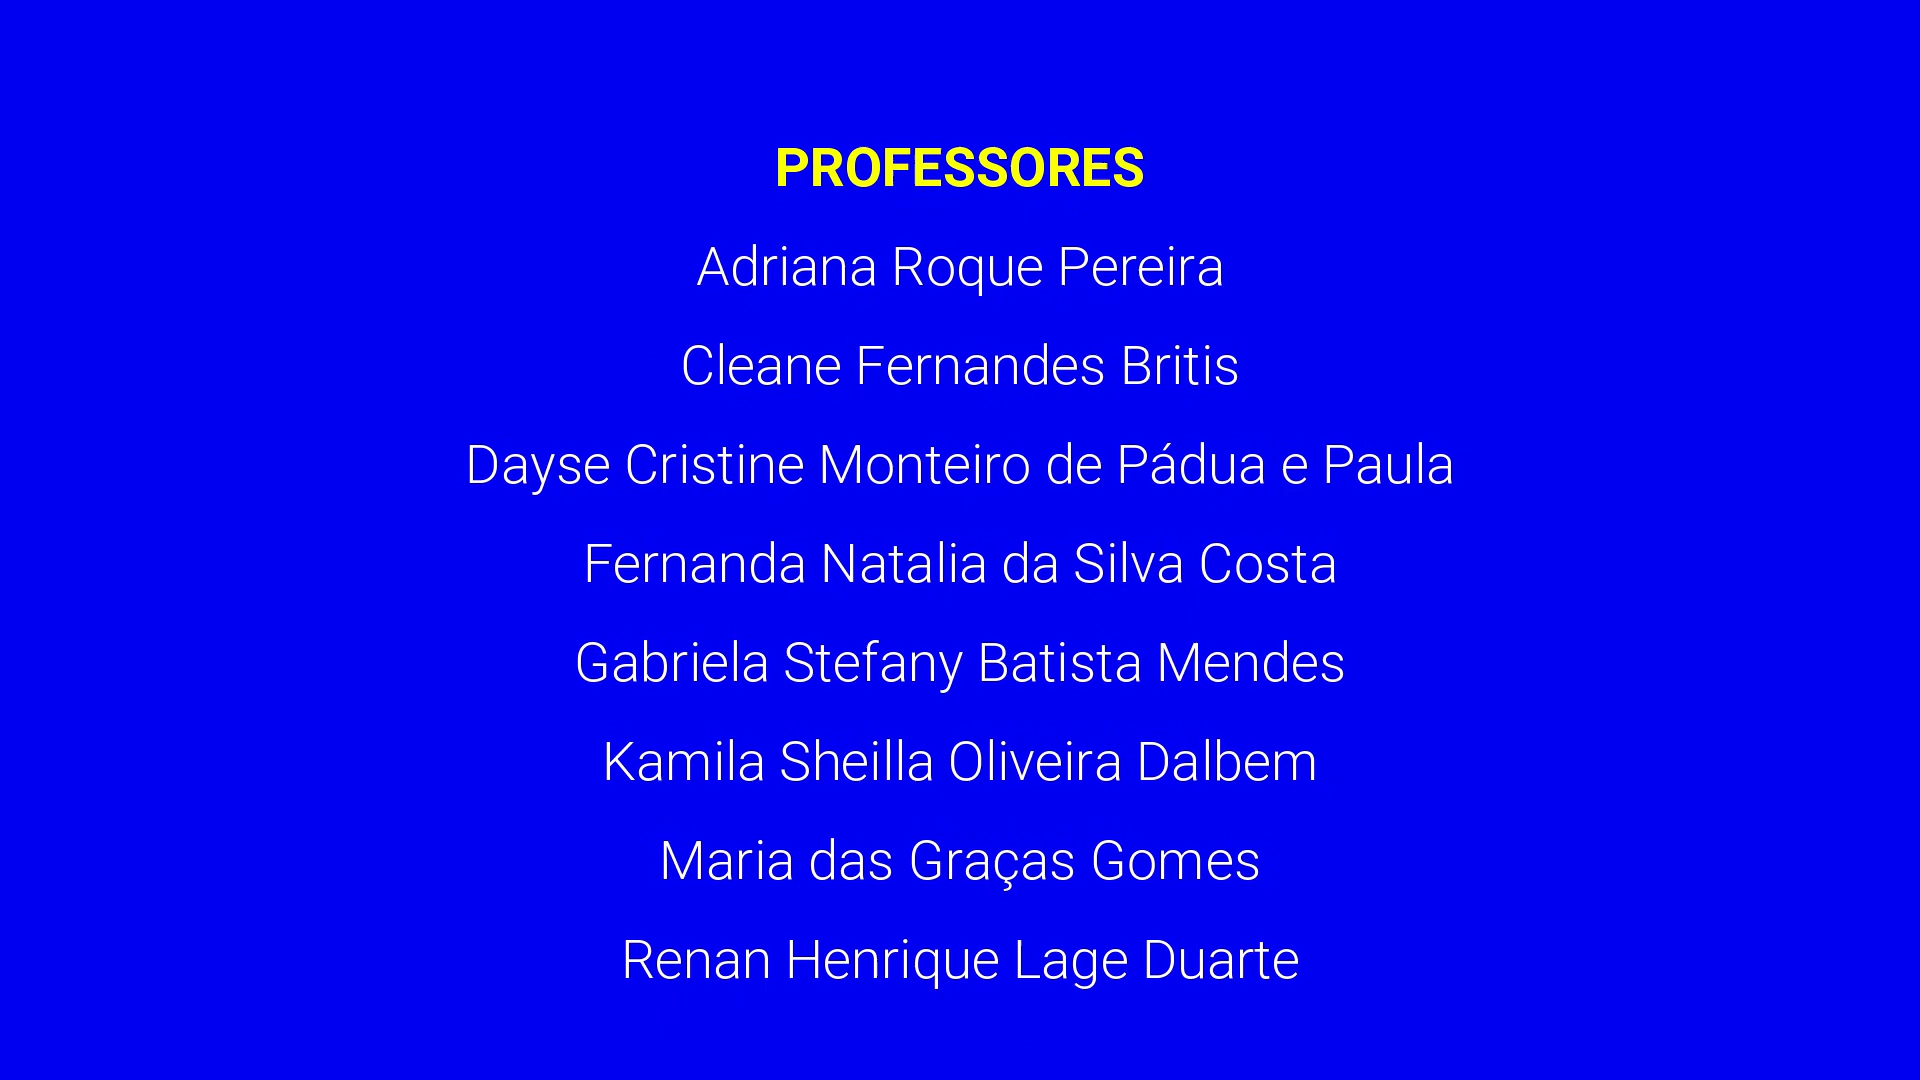 PROFESSORES
Adriana Roque Pereira
Cleane Fernandes Britis
Dayse Cristine Monteiro de Pádua e Paula
Fernanda Natalia da Silva Costa
Gabriela Stefany Batista Mendes
Kamila Sheilla Oliveira Dalbem
Maria das Graças Gomes
Renan Henrique Lage Duarte